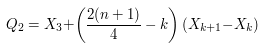 Q_2 = X_3 + \left( \frac{2(n+1)}{4} - k \right) (X_{k+1} - X_k)